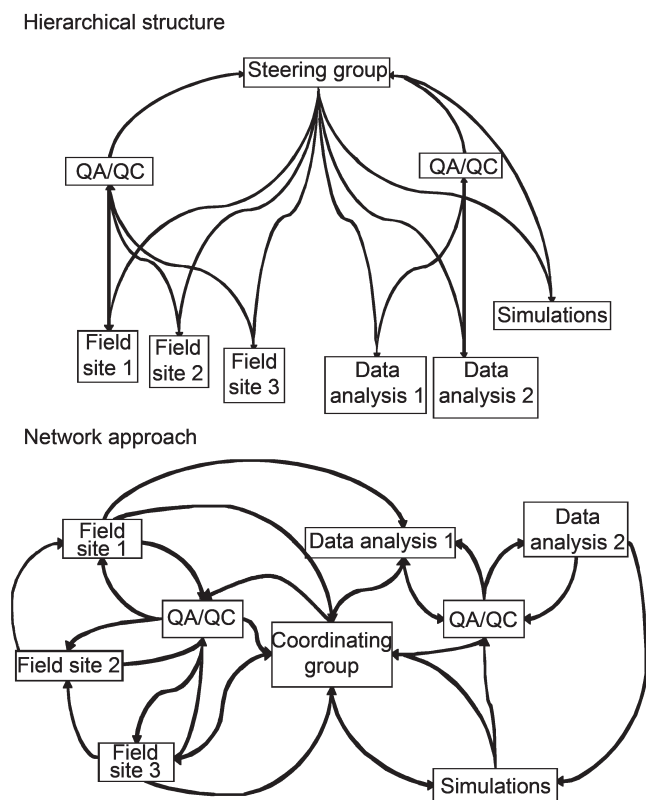 Hierarchical structure
Steering group
QA/QC
QA/QC
Simulations
Field
site 1
Field
site 2
Field
site 3
Data
analysis 1
Data
analysis 2
Network approach
Field
site 1
Data analysis 1
Data
analysis 2
QA/QC
QA/QC
Coordinating
group
Field site 2
Field
site 3
Simulations